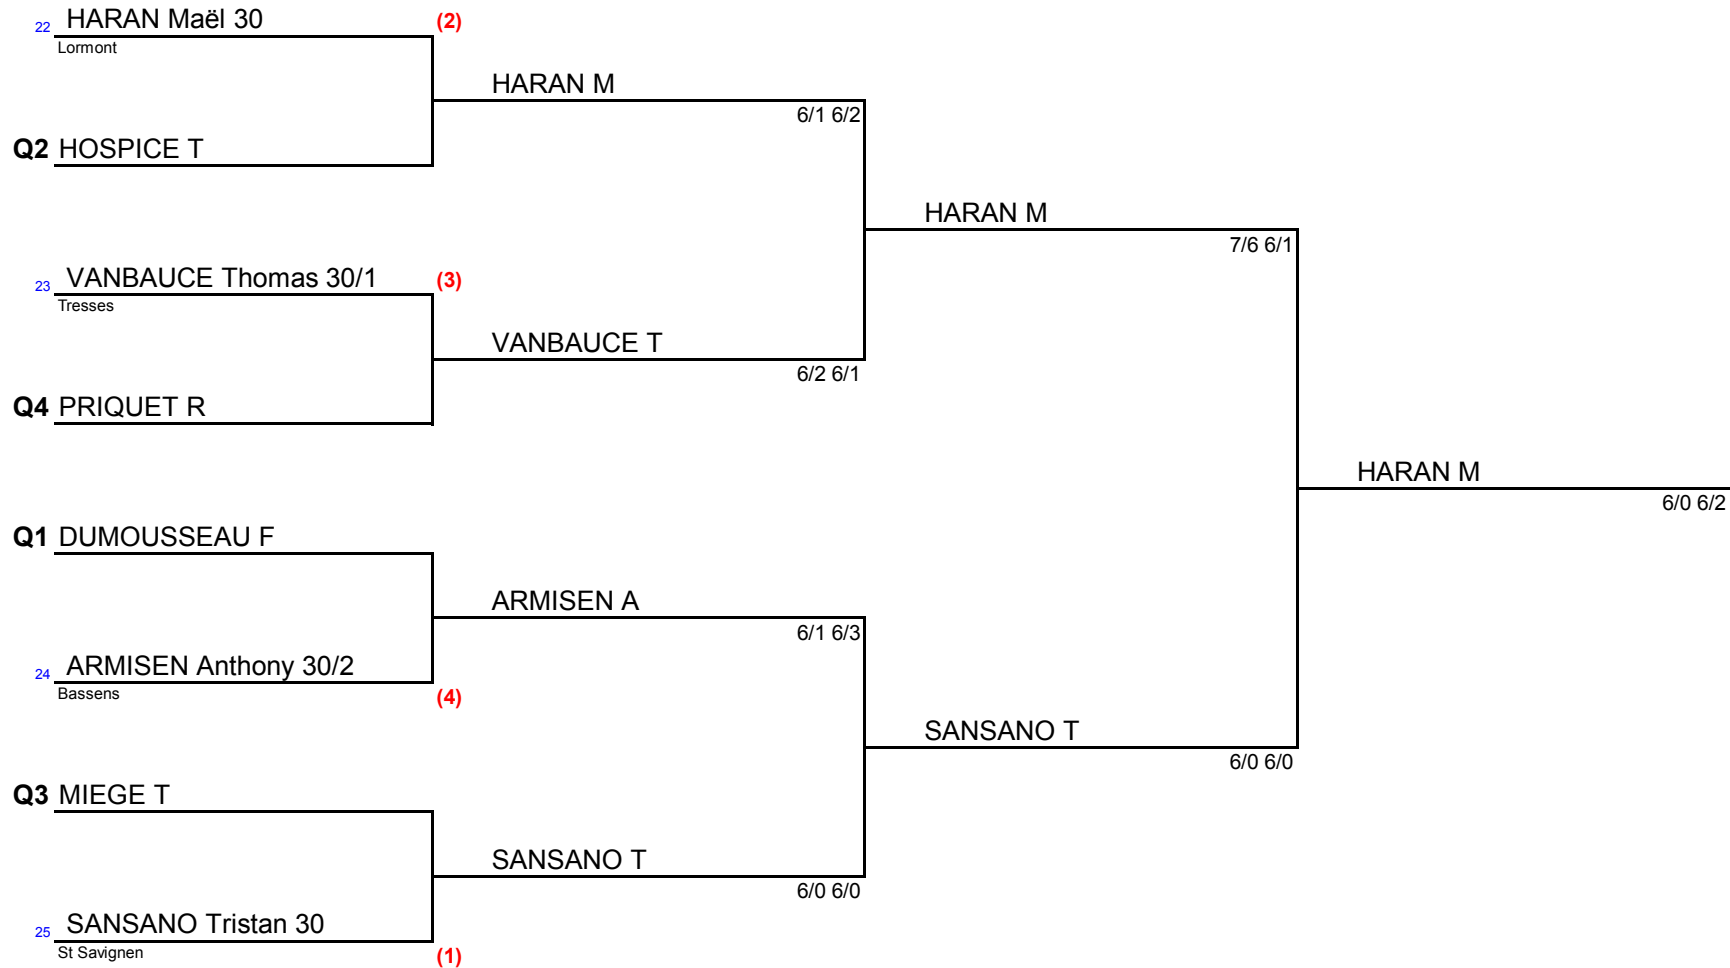 22 HARAN Maël 30 (2)
Lormont
HARAN M
6/1 6/2
Q2 HOSPICE T
HARAN M
7/6 6/1
23 VANBAUCE Thomas 30/1 (3)
Tresses
VANBAUCE T
6/2 6/1
Q4 PRIQUET R
HARAN M
6/0 6/2
Q1 DUMOUSSEAU F
ARMISEN A
6/1 6/3
24 ARMISEN Anthony 30/2
Bassens (4)
SANSANO T
6/0 6/0
Q3 MIEGE T
SANSANO T
6/0 6/0
25 SANSANO Tristan 30
St Savignen (1)